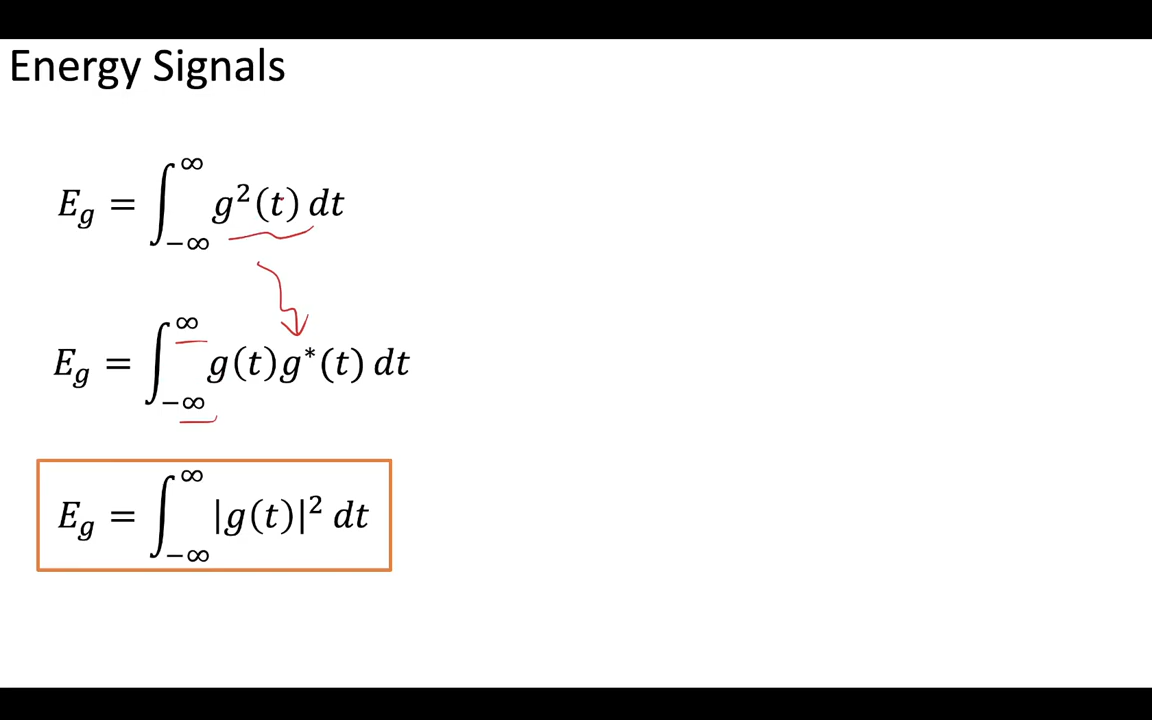 Energy Signals
E_g = ∫_{−∞}^{∞} g²(t) dt
E_g = ∫_{−∞}^{∞} g(t)g*(t) dt
E_g = ∫_{−∞}^{∞} |g(t)|² dt